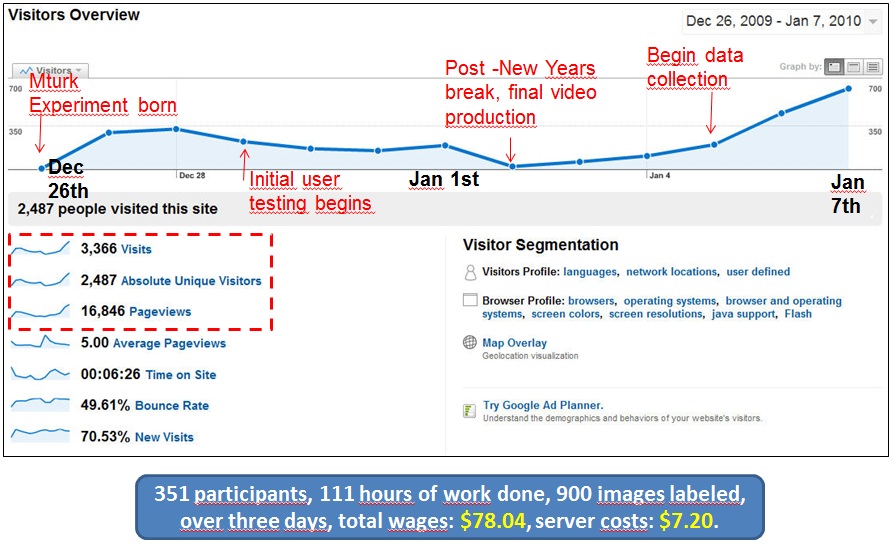 Visitors Overview
Dec 26, 2009 - Jan 7, 2010
Visitors
Graph by:
700
700
350
350
Mturk
Experiment born
Post -New Years
break, final video
production
Begin data
collection
Dec
26th
Dec 28
Initial user
testing begins
Jan 1st
Jan 4
Jan
7th
2,487 people visited this site
3,366 Visits
2,487 Absolute Unique Visitors
16,846 Pageviews
5.00 Average Pageviews
00:06:26 Time on Site
49.61% Bounce Rate
70.53% New Visits
Visitor Segmentation
Visitors Profile: languages, network locations, user defined
Browser Profile: browsers, operating systems, browser and operating
systems, screen colors, screen resolutions, java support, Flash
Map Overlay
Geolocation visualization
Try Google Ad Planner.
Understand the demographics and behaviors of your website's visitors.
351 participants, 111 hours of work done, 900 images labeled,
over three days, total wages: $78.04, server costs: $7.20.